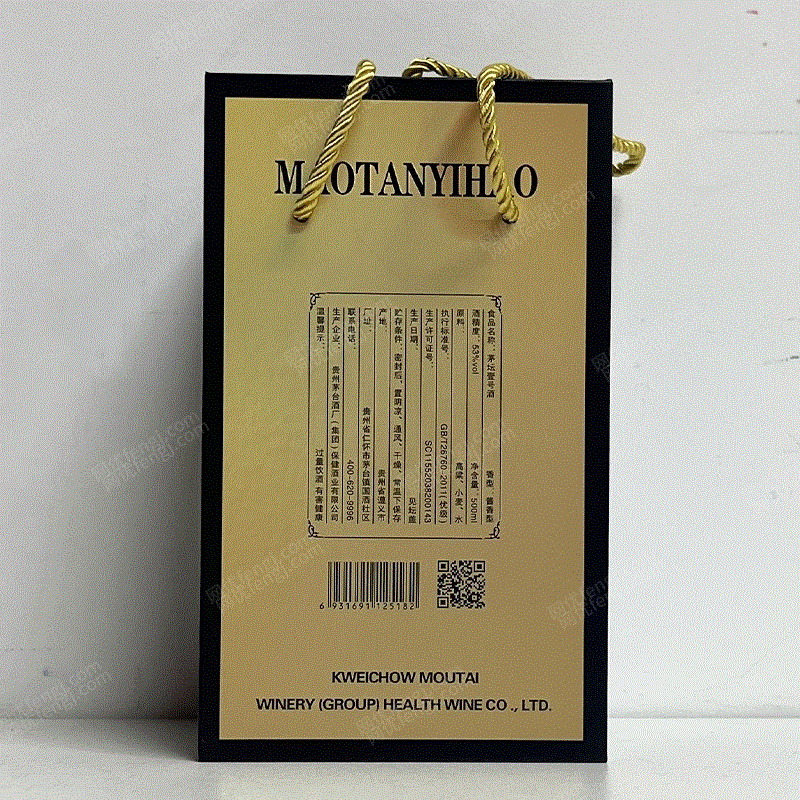 MAOTANYIHAO
食品名称：茅坛壹号酒 香型：酱香型
酒精度：53%vol 净含量：500ml
原料： 高粱、小麦、水
执行标准号： GB/T26760-2011(优级)
生产许可证号： SC11552038200143
生产日期： 见坛盖
贮存条件：密封后、置阴凉、通风、干燥、常温下保存
产地： 贵州省遵义市
厂址： 贵州省仁怀市茅台镇国酒社区
联系电话： 400-620-9996
生产企业： 贵州茅台酒厂(集团)保健酒业有限公司
温馨提示： 过量饮酒 有害健康
6 931691 125182
KWEICHOW MOUTAI
WINERY (GROUP) HEALTH WINE CO., LTD.